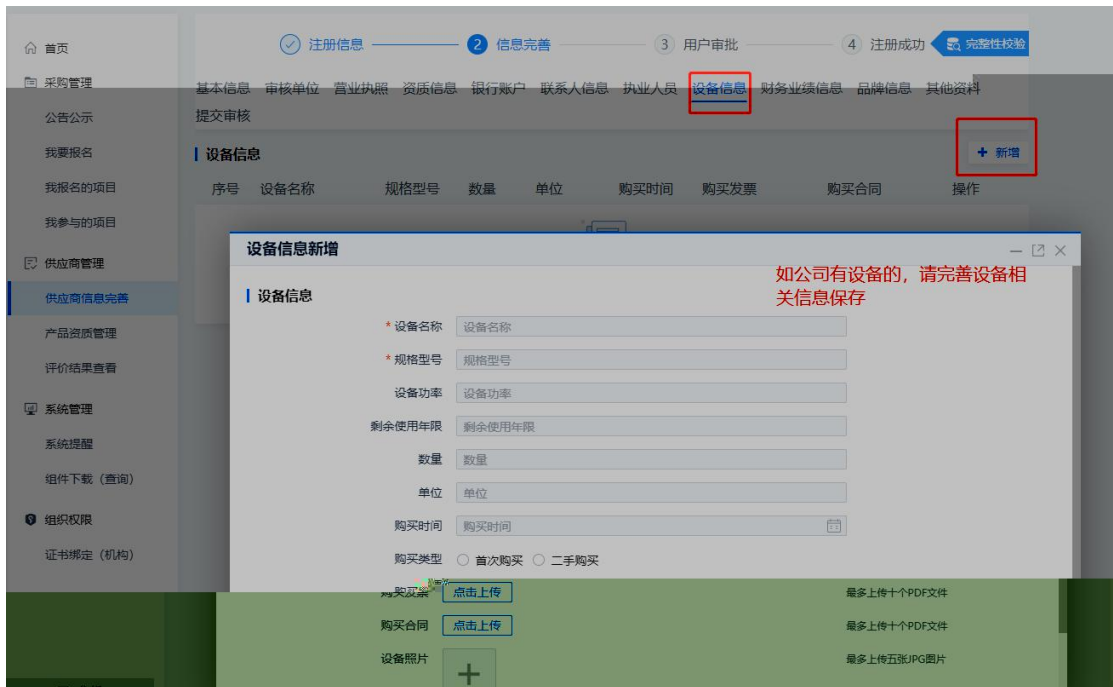 首页
采购管理
公告公示
我要报名
我报名的项目
我参与的项目
供应商管理
供应商信息完善
产品资质管理
评价结果查看
系统管理
系统提醒
组件下载（查询）
组织权限
证书绑定（机构）
注册信息 2 信息完善 3 用户审批 4 注册成功 完整性校验
基本信息 审核单位 营业执照 资质信息 银行账户 联系人信息 执业人员 设备信息 财务业绩信息 品牌信息 其他资料
提交审核
设备信息
+ 新增
序号 设备名称 规格型号 数量 单位 购买时间 购买发票 购买合同 操作
设备信息新增
如公司有设备的，请完善设备相
关信息保存
设备信息
* 设备名称 设备名称
* 规格型号 规格型号
设备功率 设备功率
剩余使用年限 剩余使用年限
数量 数量
单位 单位
购买时间 购买时间
购买类型 首次购买 二手购买
购买发票 点击上传 最多上传十个PDF文件
购买合同 点击上传 最多上传十个PDF文件
设备照片 最多上传五张JPG图片